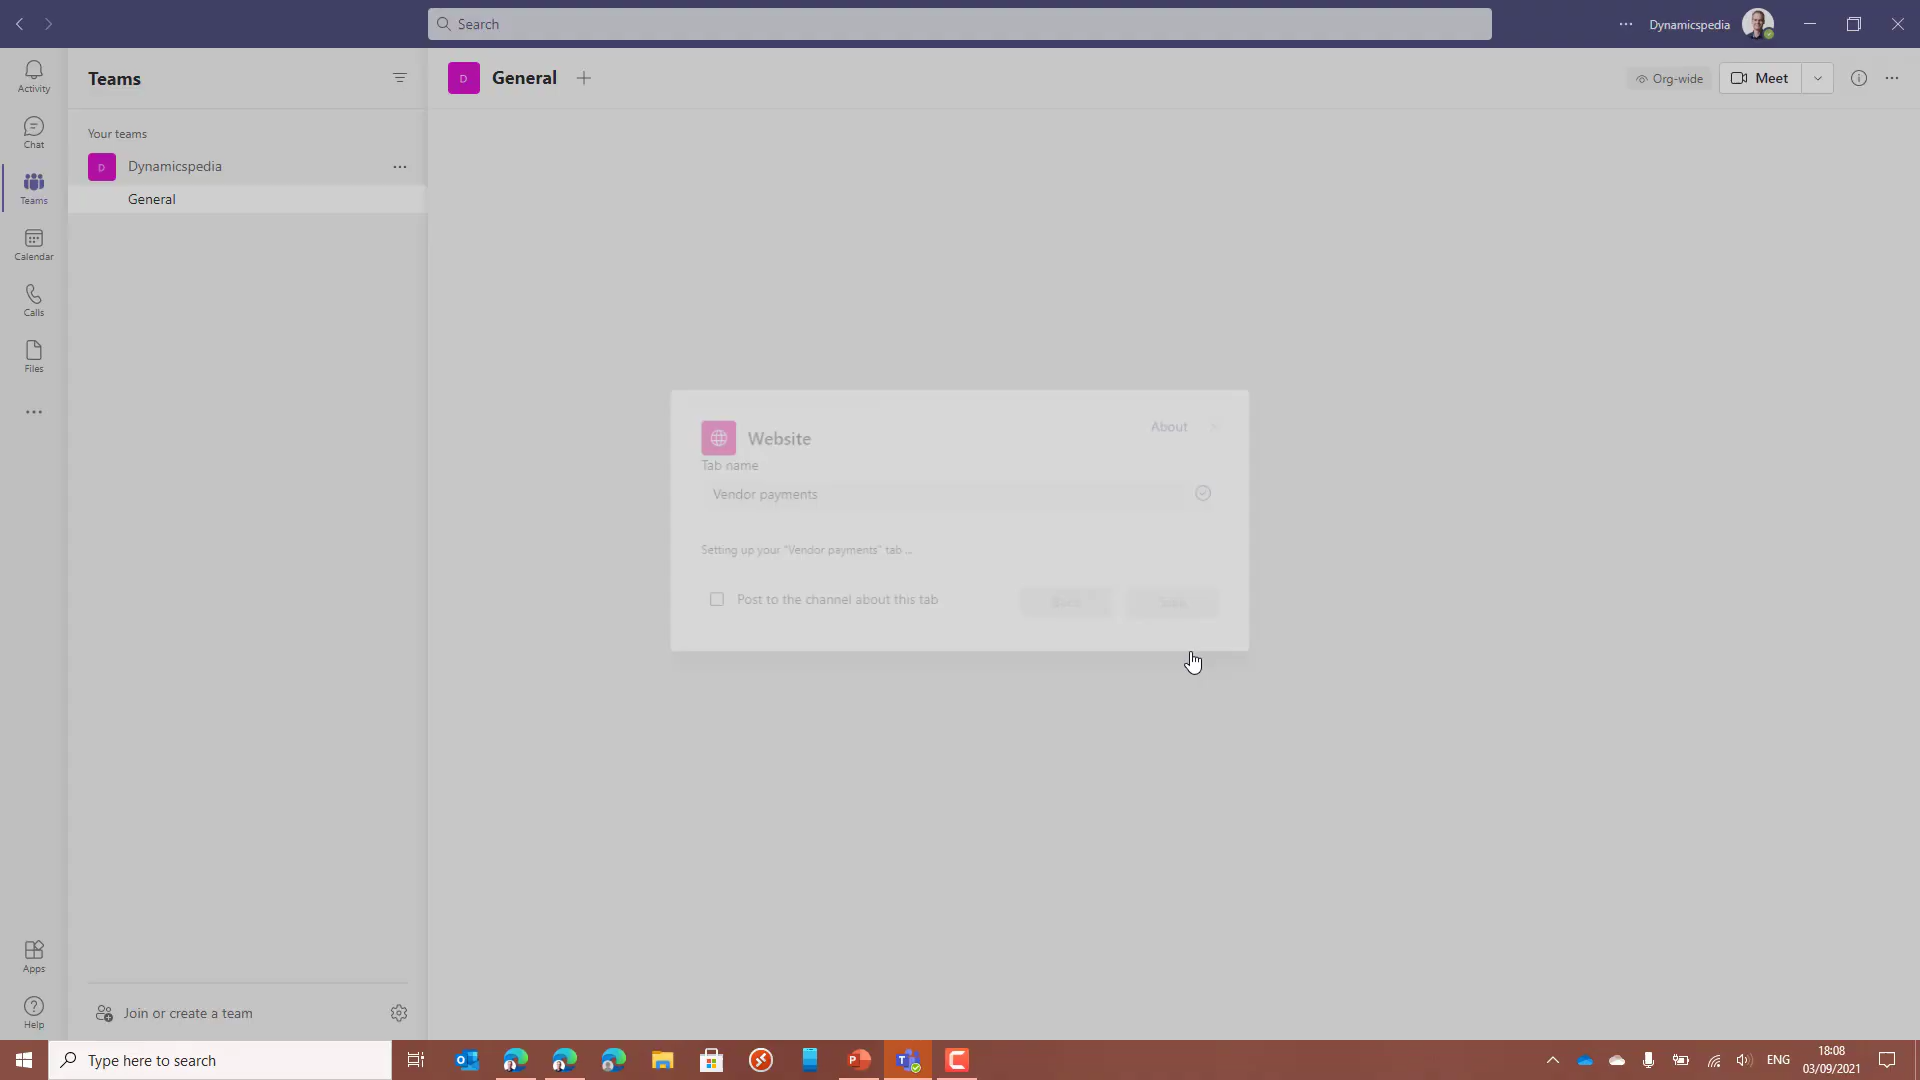 Search
Dynamicspedia
Activity
Chat
Teams
Calendar
Calls
Files
Apps
Help
Teams
Your teams
D
Dynamicspedia
General
Join or create a team
D
General
Org-wide
Meet
Website
About
Tab name
Vendor payments
Setting up your "Vendor payments" tab ...
Post to the channel about this tab
Back
Save
Type here to search
ENG
18:08
03/09/2021